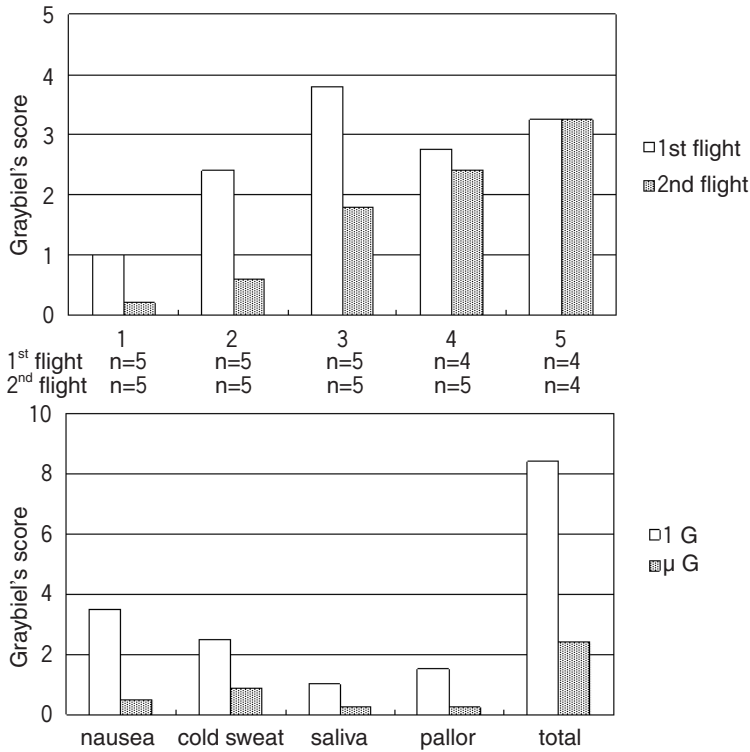 5
4
3
2
1
0
Graybiel's score
1st flight
2nd flight
1 2 3 4 5
1st flight n=5 n=5 n=5 n=4 n=4
2nd flight n=5 n=5 n=5 n=5 n=4
10
8
6
4
2
0
Graybiel's score
1 G
µ G
nausea cold sweat saliva pallor total